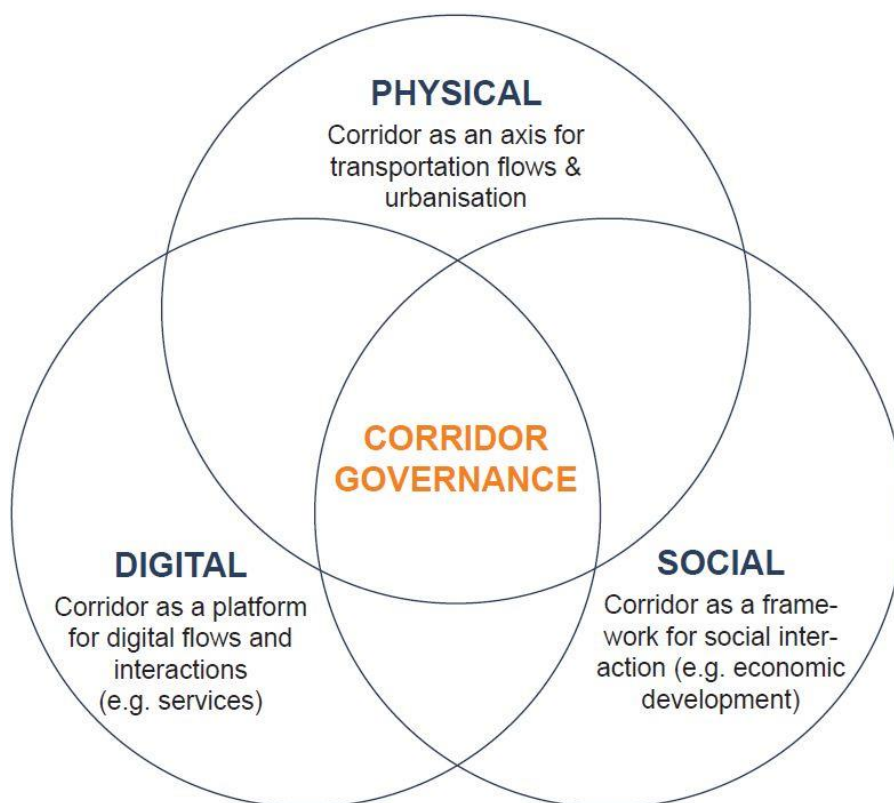 PHYSICAL
Corridor as an axis for
transportation flows &
urbanisation
CORRIDOR
GOVERNANCE
DIGITAL
Corridor as a platform
for digital flows and
interactions
(e.g. services)
SOCIAL
Corridor as a frame-
work for social inter-
action (e.g. economic
development)